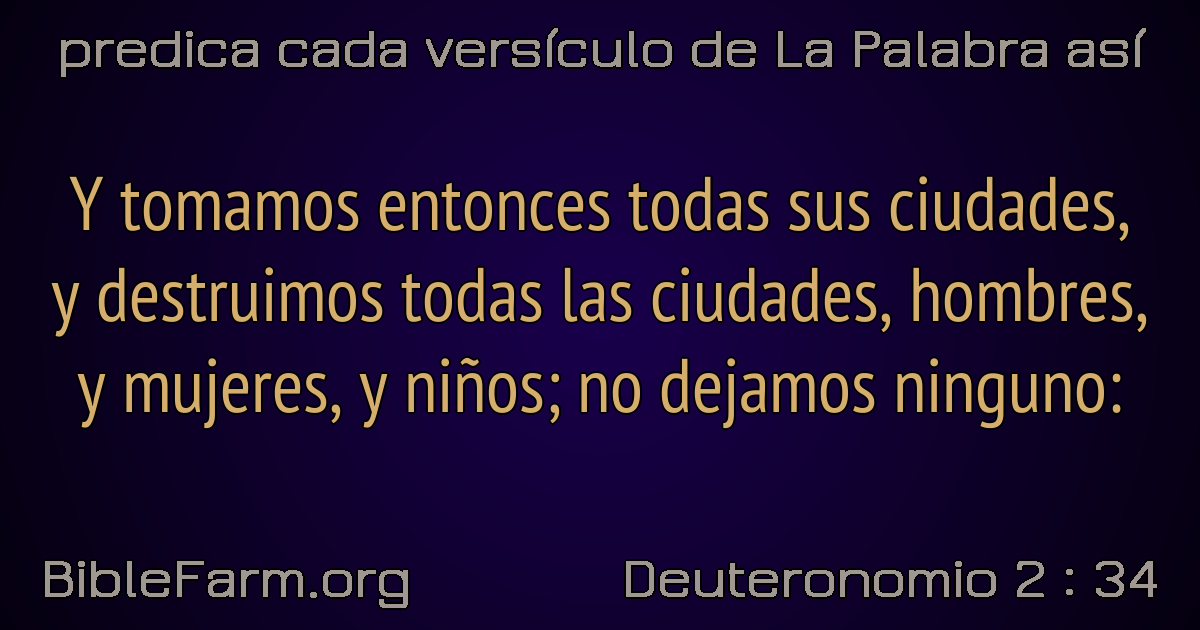 predica cada versículo de La Palabra así
Y tomamos entonces todas sus ciudades,
y destruimos todas las ciudades, hombres,
y mujeres, y niños; no dejamos ninguno:
BibleFarm.org
Deuteronomio 2 : 34